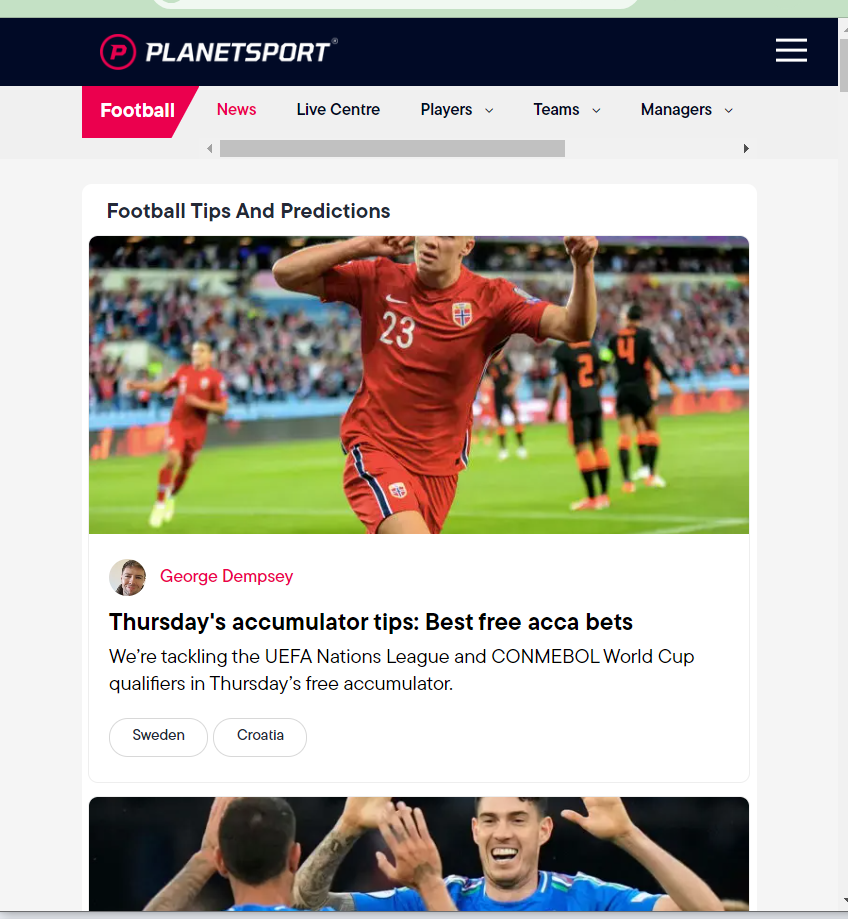 PLANETSPORT®
Football
News
Live Centre
Players
Teams
Managers
Football Tips And Predictions
23
2
4
George Dempsey
Thursday's accumulator tips: Best free acca bets
We’re tackling the UEFA Nations League and CONMEBOL World Cup
qualifiers in Thursday’s free accumulator.
Sweden
Croatia